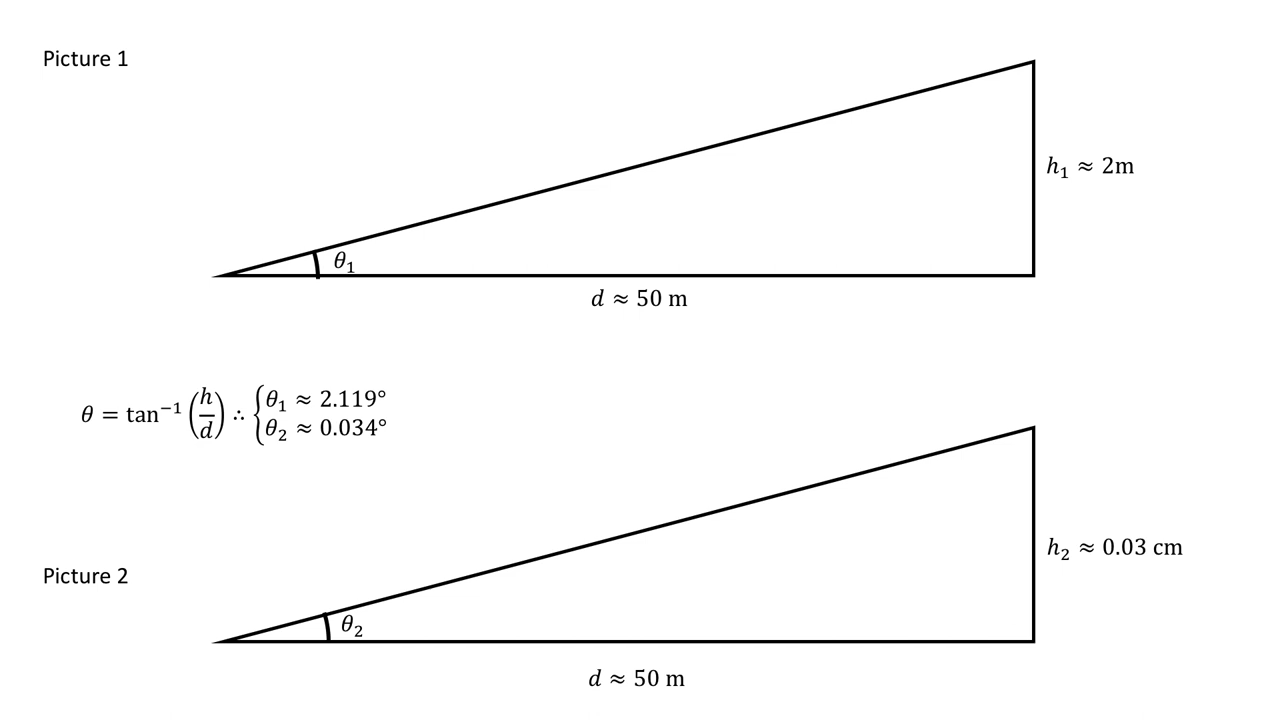 Picture 1
h₁ ≈ 2m
θ₁
d ≈ 50 m
θ = tan⁻¹ (h/d) ∴ {θ₁ ≈ 2.119°
θ₂ ≈ 0.034°
h₂ ≈ 0.03 cm
Picture 2
θ₂
d ≈ 50 m